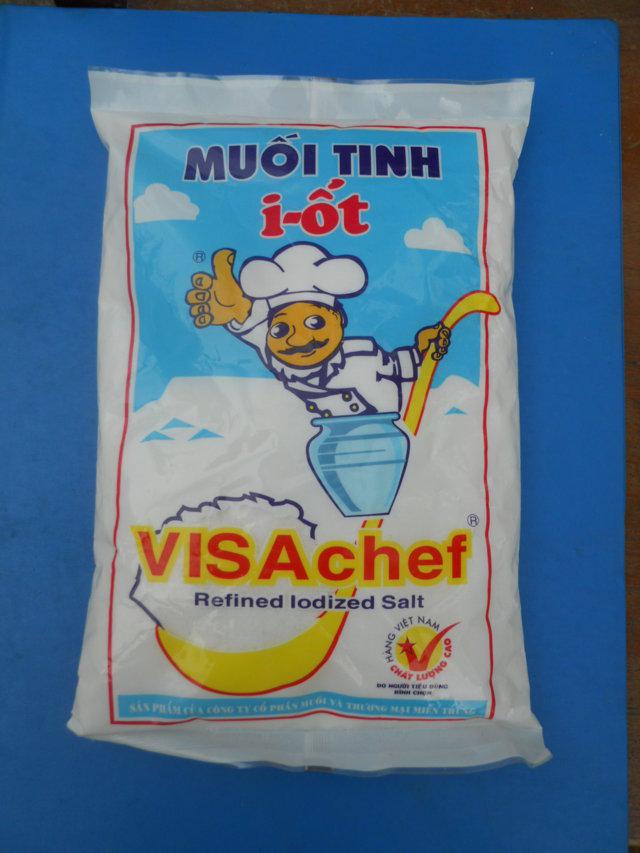 MUỐI TINH
i-ốt
®
VISAchef ®
Refined Iodized Salt
HÀNG VIỆT NAM
CHẤT LƯỢNG CAO
DO NGƯỜI TIÊU DÙNG
BÌNH CHỌN
SẢN PHẨM CỦA CÔNG TY CỔ PHẦN MUỐI VÀ THƯƠNG MẠI MIỀN TRUNG